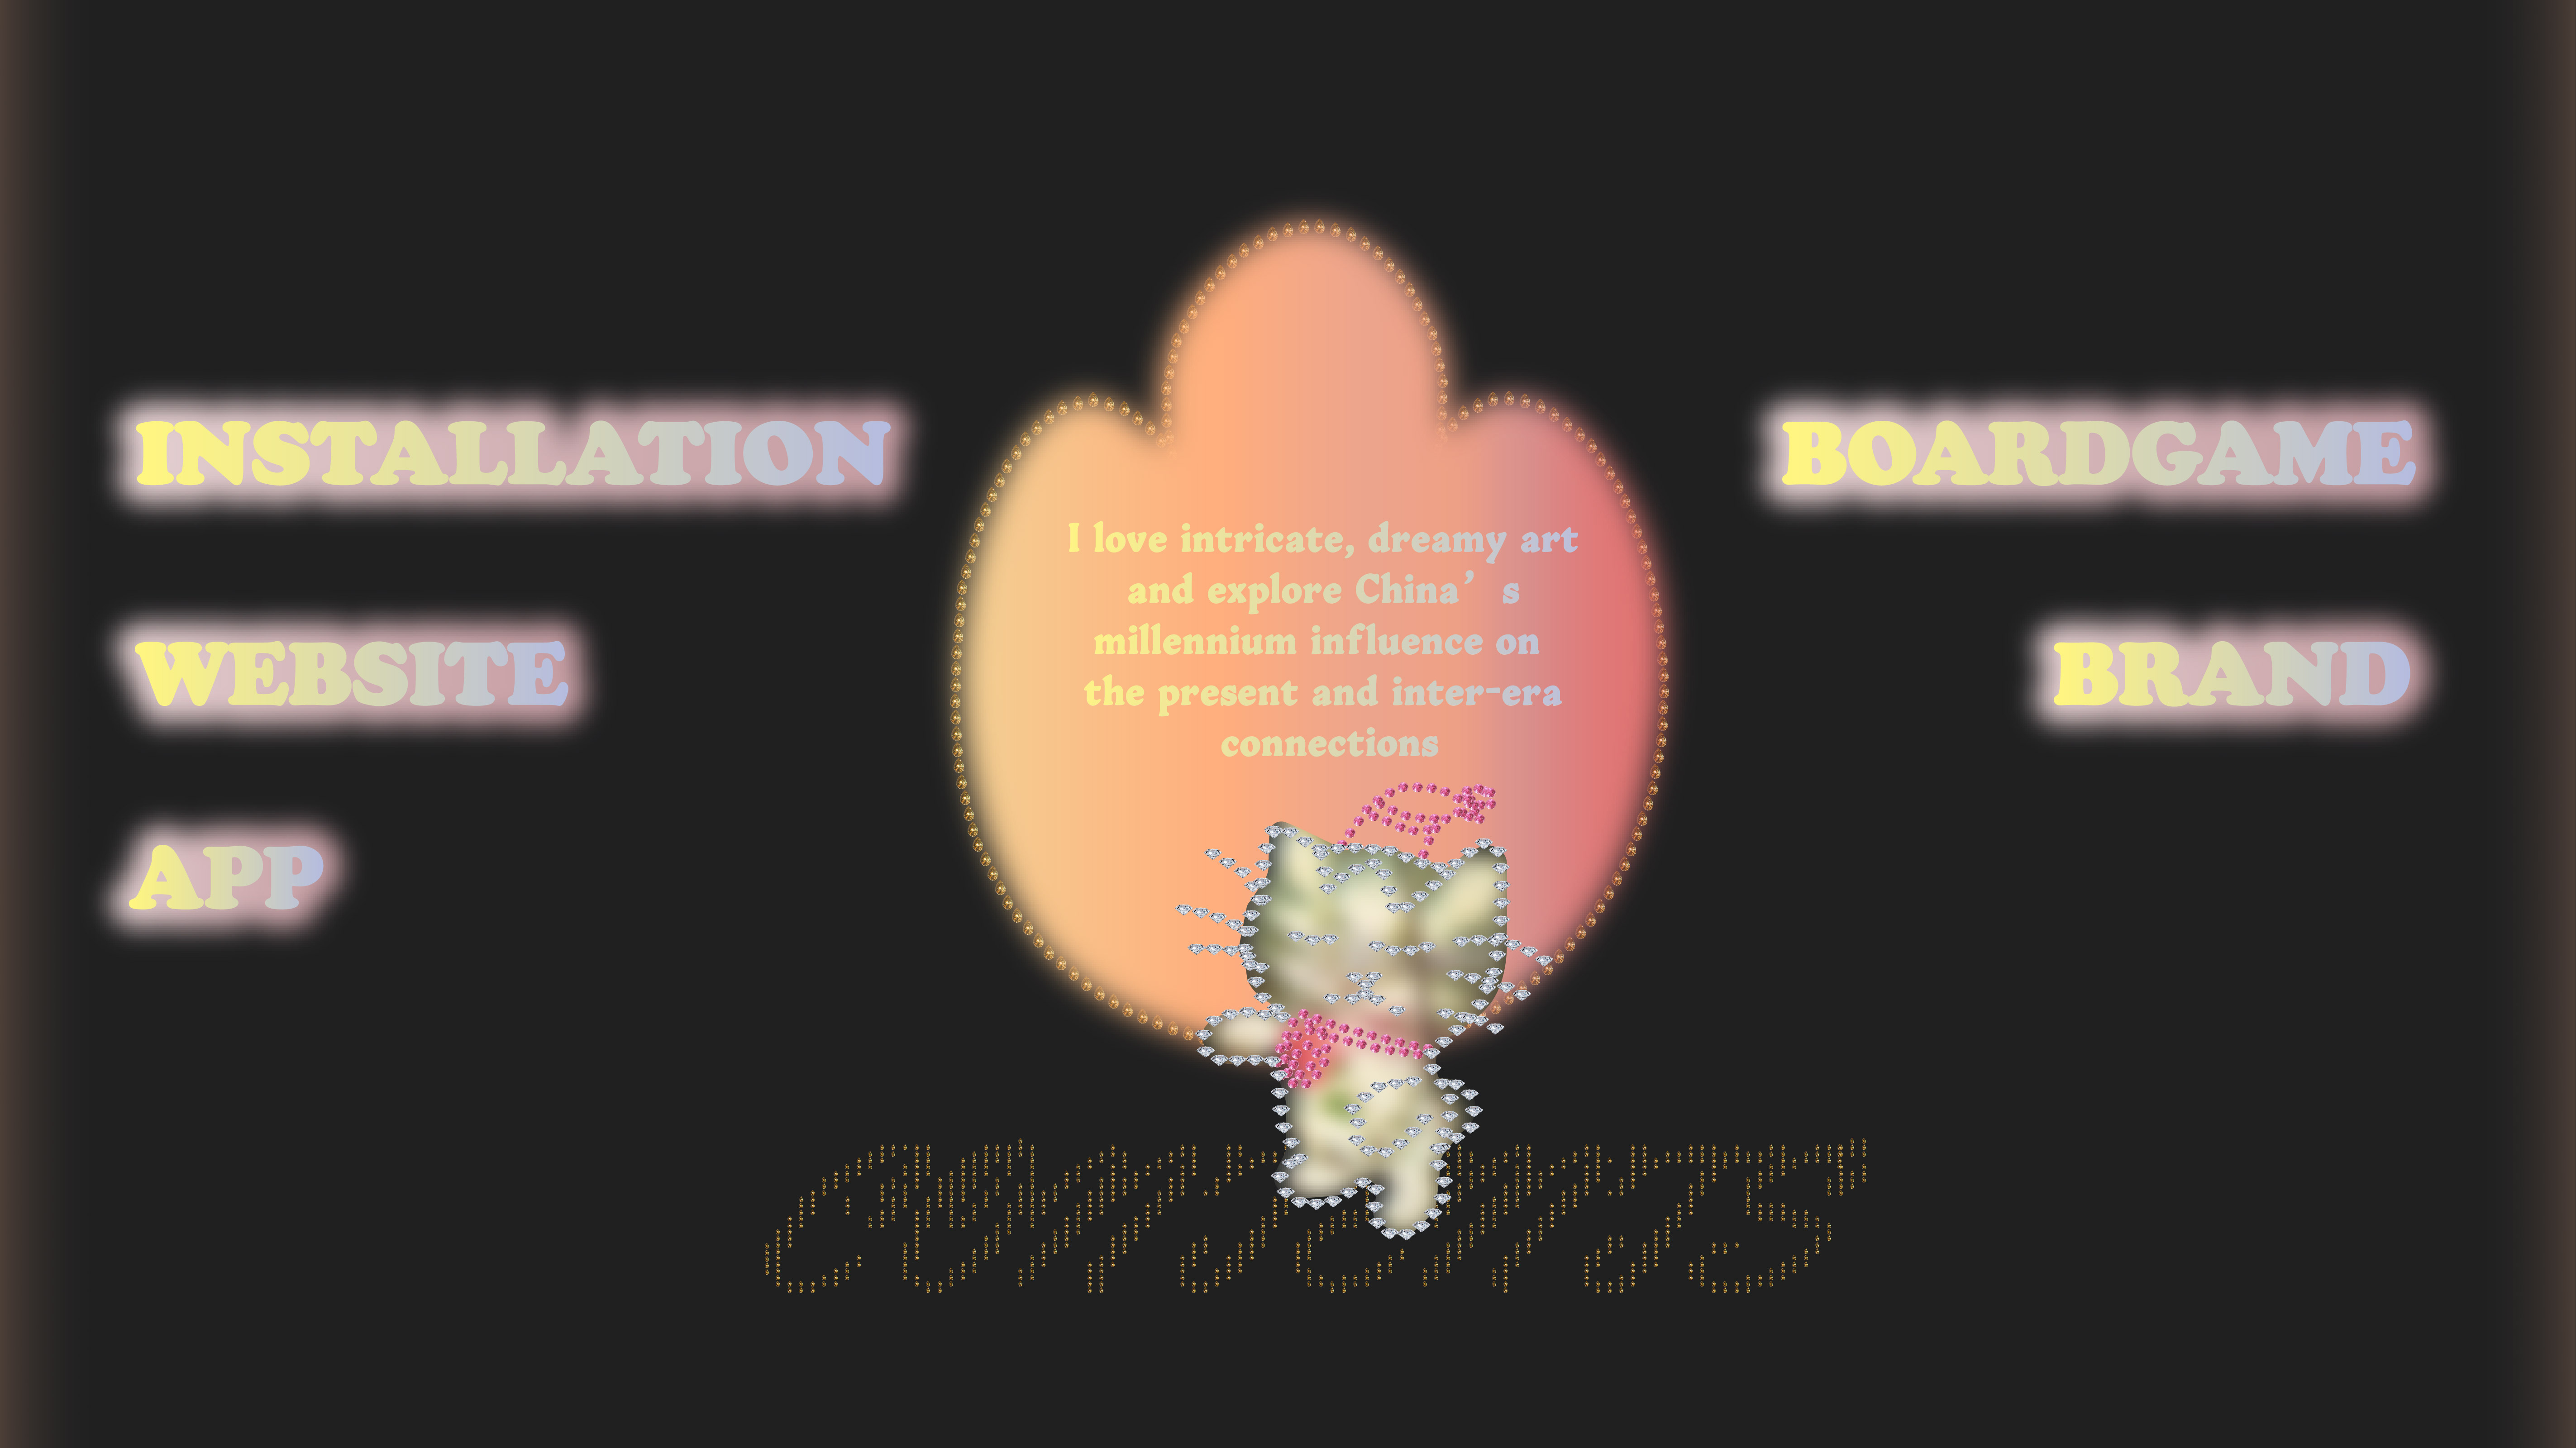 INSTALLATION
WEBSITE
APP
I love intricate, dreamy art
and explore China’ s
millennium influence on
the present and inter-era
connections
BOARDGAME
BRAND